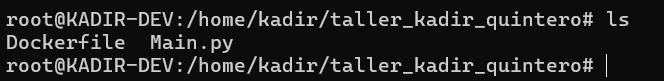 root@KADIR-DEV:/home/kadir/taller_kadir_quintero# ls
Dockerfile  Main.py
root@KADIR-DEV:/home/kadir/taller_kadir_quintero#